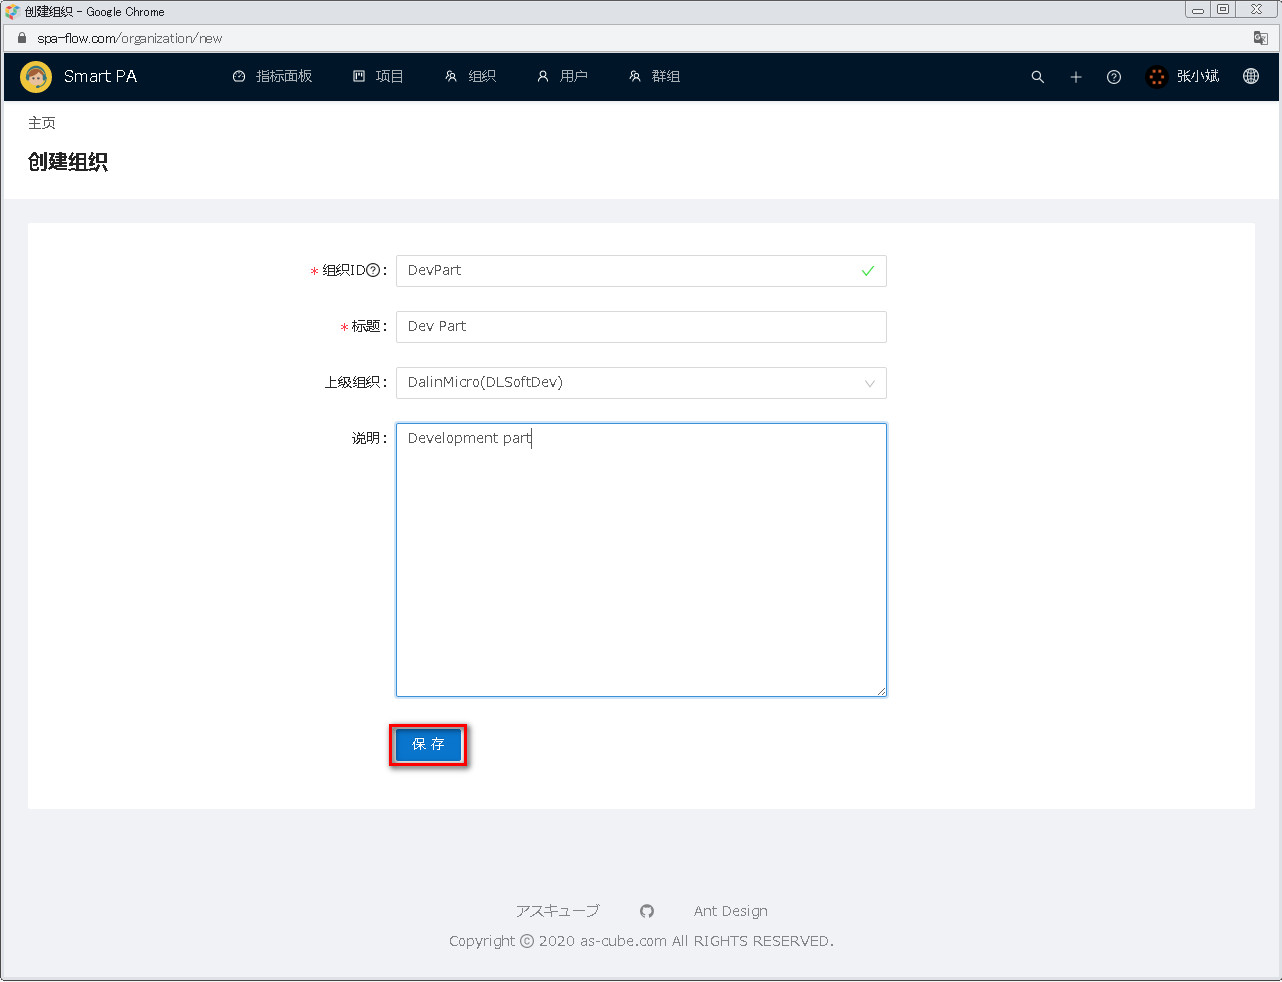 创建组织 - Google Chrome
spa-flow.com/organization/new
Smart PA 指标面板 项目 组织 用户 群组 张小斌
主页
创建组织
* 组织ID?: DevPart
* 标题: Dev Part
上级组织: DalinMicro(DLSoftDev)
说明: Development part
保 存
アスキューブ Ant Design
Copyright © 2020 as-cube.com All RIGHTS RESERVED.